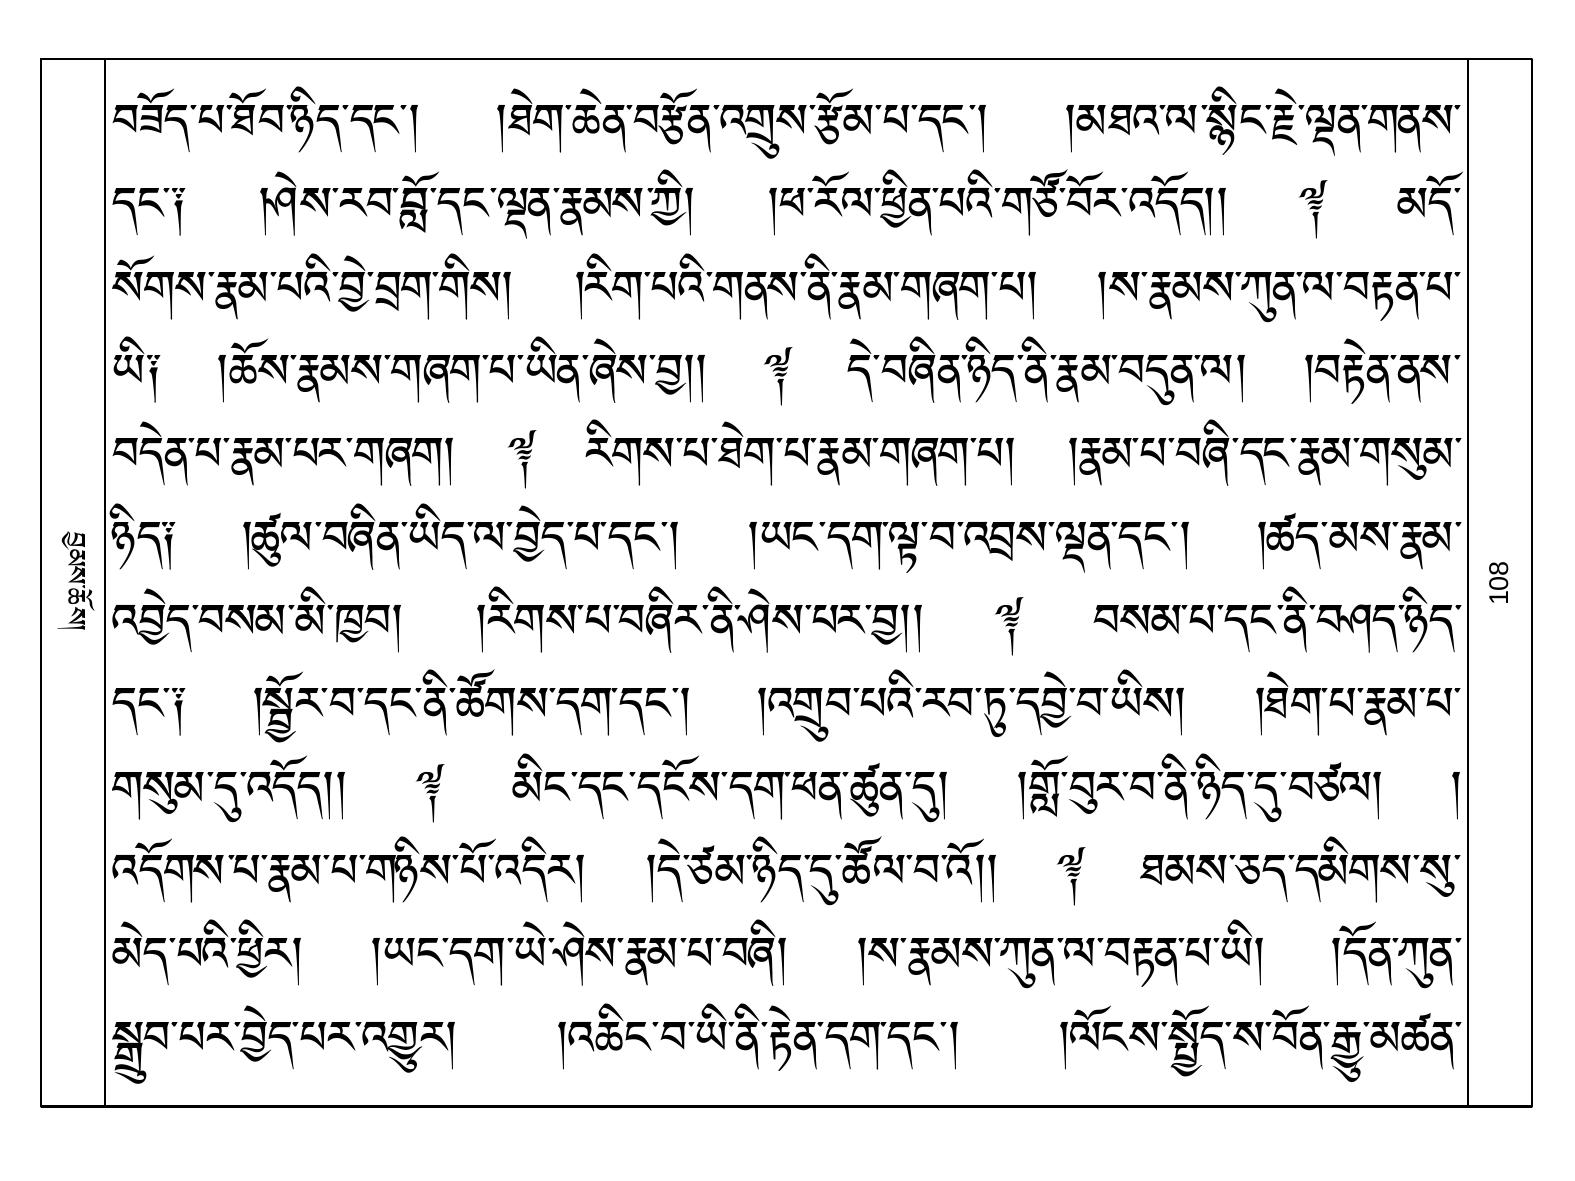 བཟོད་པ་ཐོབ་ཉིད་དང་། །ཐེག་ཆེན་བརྩོན་འགྲུས་རྩོམ་པ་དང་། །མཐའ་ལ་སྙིང་རྗེ་ལྡན་གནས་
དང་༑ །ཤེས་རབ་བློ་དང་ལྡན་རྣམས་ཀྱི། །ཕ་རོལ་ཕྱིན་པའི་གཙོ་བོར་འདོད།། ༈ མདོ་
སོགས་རྣམ་པའི་བྱེ་བྲག་གིས། །རིག་པའི་གནས་ནི་རྣམ་གཞག་པ། །ས་རྣམས་ཀུན་ལ་བརྟན་པ་
ཡི༑ །ཆོས་རྣམས་གཞག་པ་ཡིན་ཞེས་བྱ།། ༈ དེ་བཞིན་ཉིད་ནི་རྣམ་བདུན་ལ། །བརྟེན་ནས་
བདེན་པ་རྣམ་པར་གཞག།། ༈ རིགས་པ་ཐེག་པ་རྣམ་གཞག་པ། །རྣམ་པ་བཞི་དང་རྣམ་གསུམ་
ཉིད༑ །ཚུལ་བཞིན་ཡིད་ལ་བྱེད་པ་དང་། །ཡང་དག་ལྟ་བ་འབྲས་ལྡན་དང་། །ཚད་མས་རྣམ་
འབྱེད་བསམ་མི་ཁྱབ། །རིགས་པ་བཞིར་ནི་ཤེས་པར་བྱ།། ༈ བསམ་པ་དང་ནི་བཤད་ཉིད་
དང་༑ །སྦྱོར་བ་དང་ནི་ཚོགས་དག་དང་། །འགྲུབ་པའི་རབ་ཏུ་དབྱེ་བ་ཡིས། །ཐེག་པ་རྣམ་པ་
གསུམ་དུ་འདོད།། ༈ མིང་དང་དངོས་དག་ཕན་ཚུན་དུ། །གློ་བུར་བ་ནི་ཉིད་དུ་བཙལ། །
འདོགས་པ་རྣམ་པ་གཉིས་པོ་འདིར། །དེ་ཙམ་ཉིད་དུ་ཚོལ་བ་འོ།། ༈ ཐམས་ཅད་དམིགས་སུ་
མེད་པའི་ཕྱིར། །ཡང་དག་ཡེ་ཤེས་རྣམ་པ་བཞི། །ས་རྣམས་ཀུན་ལ་བརྟན་པ་ཡི། །དོན་ཀུན་
སྒྲུབ་པར་བྱེད་པར་འགྱུར། །འཆིང་བ་ཡི་ནི་རྟེན་དག་དང་། །ལོངས་སྤྱོད་ས་བོན་རྒྱུ་མཚན་
བྱམས་ཆོས།
108